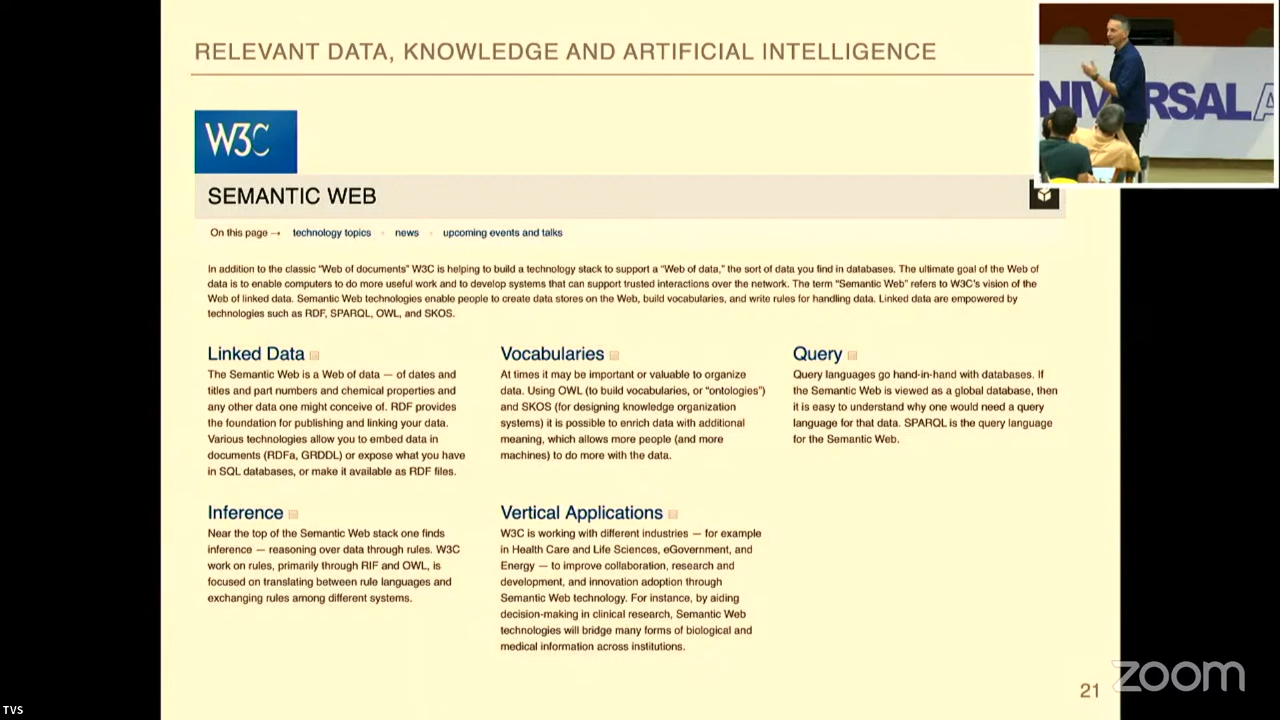 RELEVANT DATA, KNOWLEDGE AND ARTIFICIAL INTELLIGENCE
NIVERSAL A
W3C
SEMANTIC WEB
On this page → technology topics • news • upcoming events and talks
In addition to the classic “Web of documents” W3C is helping to build a technology stack to support a “Web of data,” the sort of data you find in databases. The ultimate goal of the Web of
data is to enable computers to do more useful work and to develop systems that can support trusted interactions over the network. The term “Semantic Web” refers to W3C’s vision of the
Web of linked data. Semantic Web technologies enable people to create data stores on the Web, build vocabularies, and write rules for handling data. Linked data are empowered by
technologies such as RDF, SPARQL, OWL, and SKOS.
Linked Data
The Semantic Web is a Web of data — of dates and
titles and part numbers and chemical properties and
any other data one might conceive of. RDF provides
the foundation for publishing and linking your data.
Various technologies allow you to embed data in
documents (RDFa, GRDDL) or expose what you have
in SQL databases, or make it available as RDF files.
Vocabularies
At times it may be important or valuable to organize
data. Using OWL (to build vocabularies, or “ontologies”)
and SKOS (for designing knowledge organization
systems) it is possible to enrich data with additional
meaning, which allows more people (and more
machines) to do more with the data.
Query
Query languages go hand-in-hand with databases. If
the Semantic Web is viewed as a global database, then
it is easy to understand why one would need a query
language for that data. SPARQL is the query language
for the Semantic Web.
Inference
Near the top of the Semantic Web stack one finds
inference — reasoning over data through rules. W3C
work on rules, primarily through RIF and OWL, is
focused on translating between rule languages and
exchanging rules among different systems.
Vertical Applications
W3C is working with different industries — for example
in Health Care and Life Sciences, eGovernment, and
Energy — to improve collaboration, research and
development, and innovation adoption through
Semantic Web technology. For instance, by aiding
decision-making in clinical research, Semantic Web
technologies will bridge many forms of biological and
medical information across institutions.
21
zoom
TVS